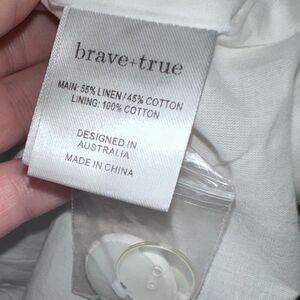 brave+true
MAIN: 55% LINEN / 45% COTTON
LINING: 100% COTTON
DESIGNED IN
AUSTRALIA
MADE IN CHINA